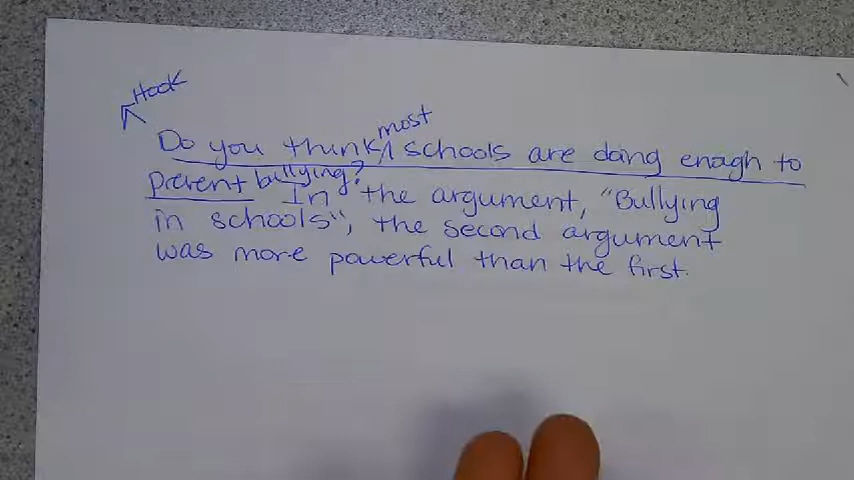 Hook
most
Do you think schools are doing enagh to
prevent bullying? In the argument, "Bullying
in schools", the second argument
was more powerful than the first.